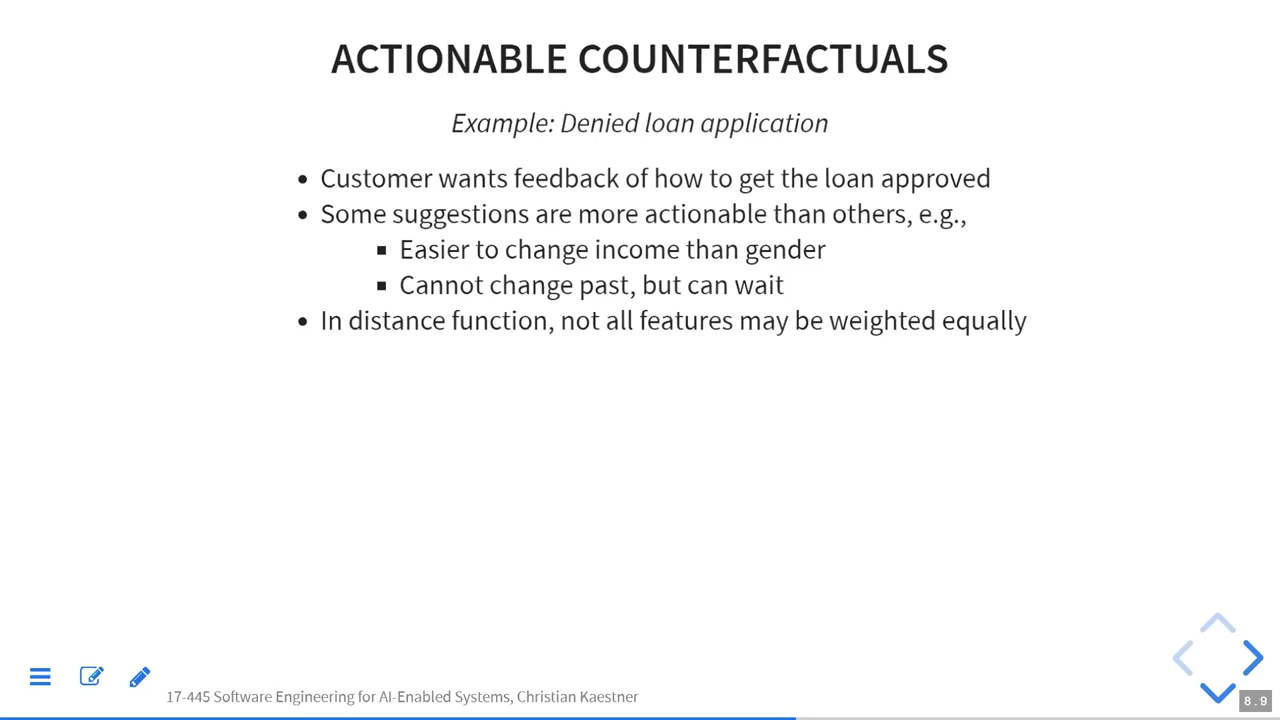 ACTIONABLE COUNTERFACTUALS
Example: Denied loan application
• Customer wants feedback of how to get the loan approved
• Some suggestions are more actionable than others, e.g.,
▪ Easier to change income than gender
▪ Cannot change past, but can wait
• In distance function, not all features may be weighted equally
17-445 Software Engineering for AI-Enabled Systems, Christian Kaestner
8.9